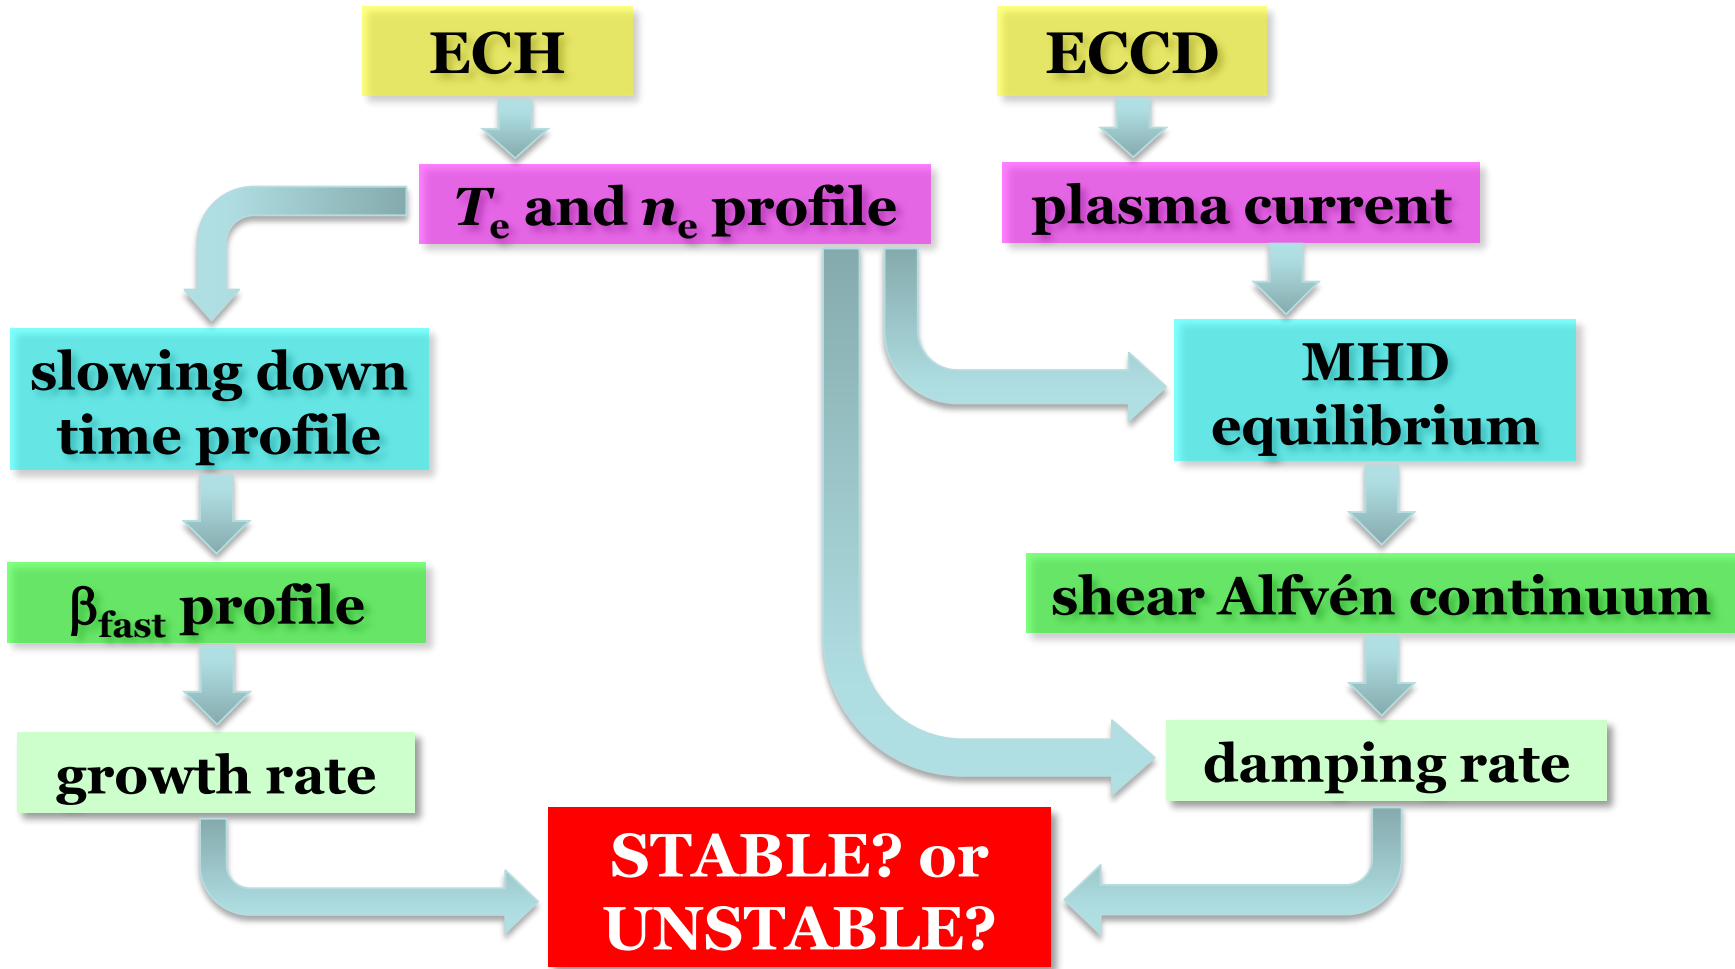 ECH
ECCD
Te and ne profile
plasma current
slowing down
time profile
MHD
equilibrium
βfast profile
shear Alfvén continuum
growth rate
damping rate
STABLE? or
UNSTABLE?